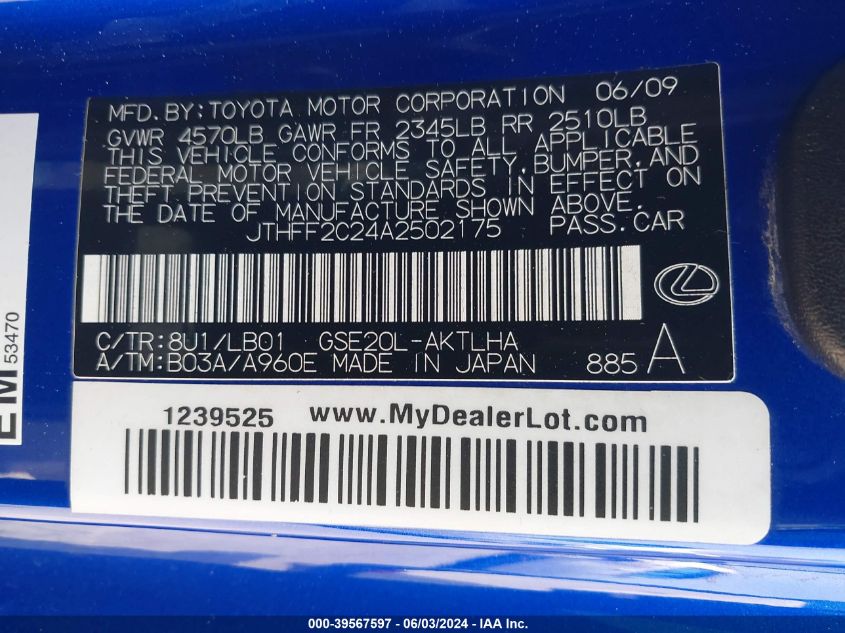 MFD.BY:TOYOTA MOTOR CORPORATION 06/09
GVWR 4570LB GAWR FR 2345LB RR 2510LB
THIS VEHICLE CONFORMS TO ALL APPLICABLE
FEDERAL MOTOR VEHICLE SAFETY,BUMPER,AND
THEFT PREVENTION STANDARDS IN EFFECT ON
THE DATE OF MANUFACTURE SHOWN ABOVE.
JTHFF2C24A2502175 PASS.CAR
C/TR:8U1/LB01 GSE20L-AKTLHA
A/TM:B03A/A960E MADE IN JAPAN 885 A
1239525 www.MyDealerLot.com
EM 53470
000-39567597 - 06/03/2024 - IAA Inc.